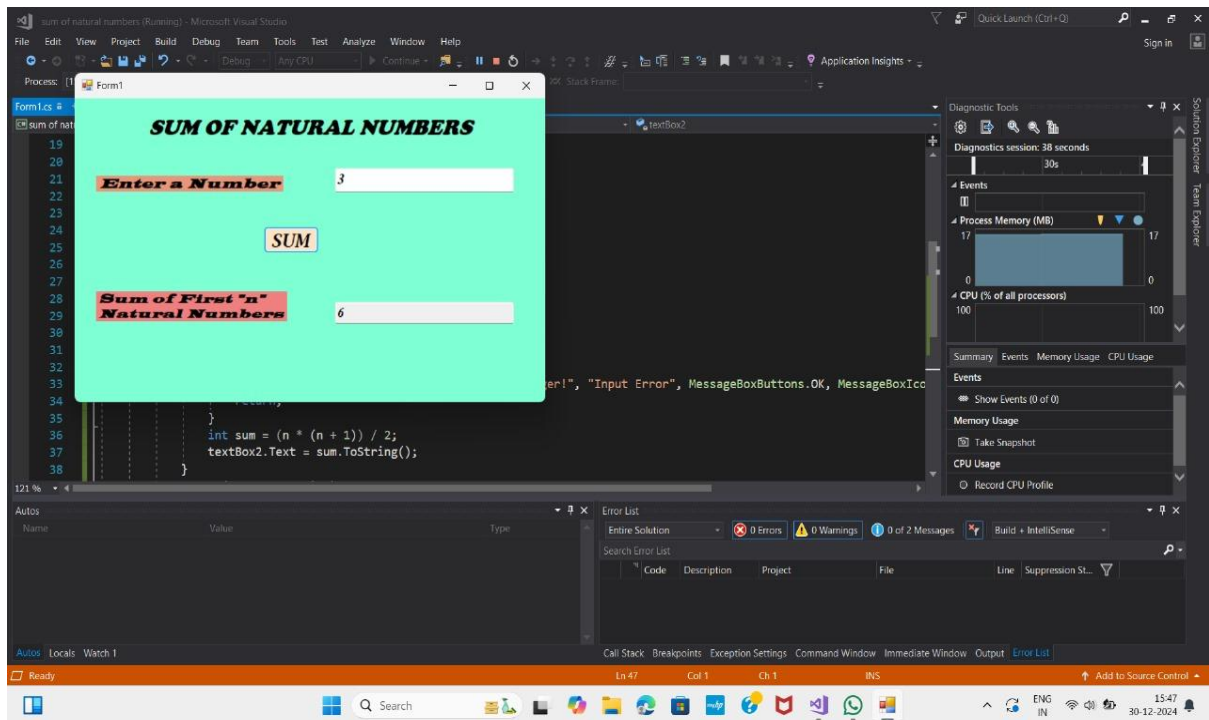 sum of natural numbers (Running) - Microsoft Visual Studio
Quick Launch (Ctrl+Q)
File Edit View Project Build Debug Team Tools Test Analyze Window Help
Sign in
Debug Any CPU Continue Application Insights
Process: [1 Stack Frame:
Form1
Form1.cs
sum of nat textBox2
SUM OF NATURAL NUMBERS
Enter a Number 3
SUM
Sum of First "n"
Natural Numbers 6
19
20
21
22
23
24
25
26
27
28
29
30
31
32
33 er!", "Input Error", MessageBoxButtons.OK, MessageBoxIco
34
35 }
36 int sum = (n * (n + 1)) / 2;
37 textBox2.Text = sum.ToString();
38 }
121 %
Diagnostic Tools
Diagnostics session: 38 seconds
30s
Events
Process Memory (MB)
17 17
0 0
CPU (% of all processors)
100 100
Summary Events Memory Usage CPU Usage
Events
Show Events (0 of 0)
Memory Usage
Take Snapshot
CPU Usage
Record CPU Profile
Solution Explorer
Team Explorer
Autos
Name Value Type
Autos Locals Watch 1
Error List
Entire Solution 0 Errors 0 Warnings 0 of 2 Messages Build + IntelliSense
Search Error List
Code Description Project File Line Suppression St...
Call Stack Breakpoints Exception Settings Command Window Immediate Window Output Error List
Ready Ln 47 Col 1 Ch 1 INS Add to Source Control
Search
ENG
IN
15:47
30-12-2024